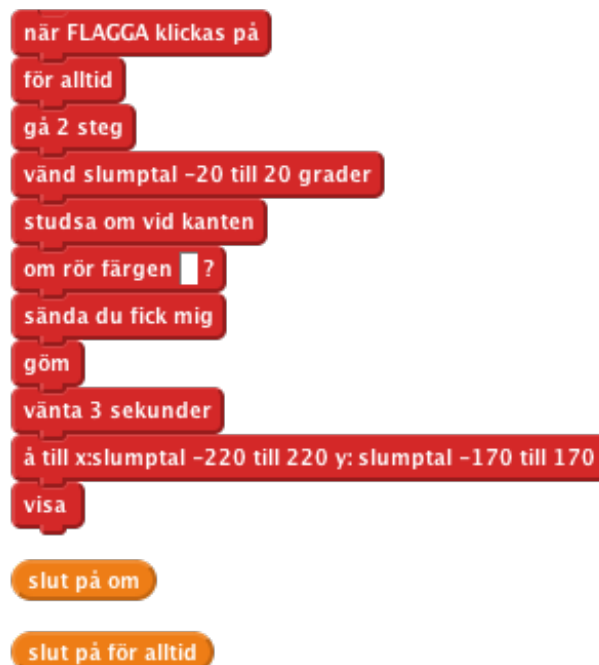 när FLAGGA klickas på
för alltid
gå 2 steg
vänd slumptal -20 till 20 grader
studsa om vid kanten
om rör färgen ?
sända du fick mig
göm
vänta 3 sekunder
å till x:slumptal -220 till 220 y: slumptal -170 till 170
visa
slut på om
slut på för alltid